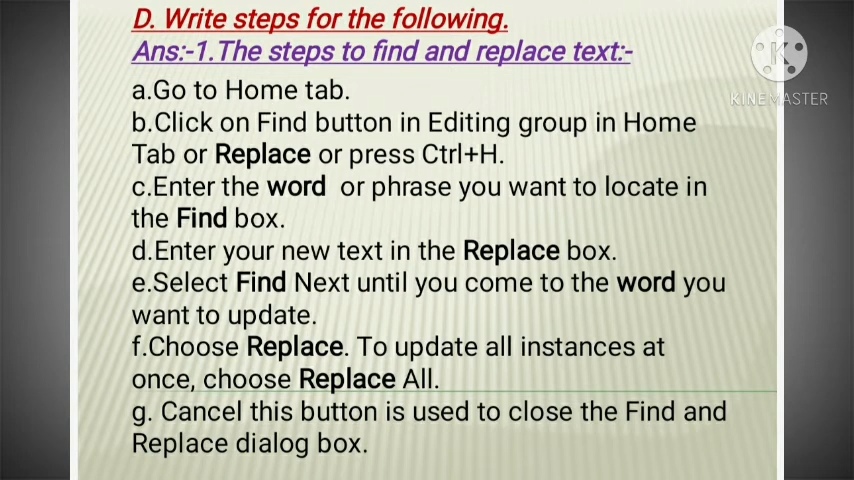 D. Write steps for the following.
Ans:-1.The steps to find and replace text:-
a.Go to Home tab.
b.Click on Find button in Editing group in Home
Tab or Replace or press Ctrl+H.
c.Enter the word or phrase you want to locate in
the Find box.
d.Enter your new text in the Replace box.
e.Select Find Next until you come to the word you
want to update.
f.Choose Replace. To update all instances at
once, choose Replace All.
g. Cancel this button is used to close the Find and
Replace dialog box.
K
KINEMASTER